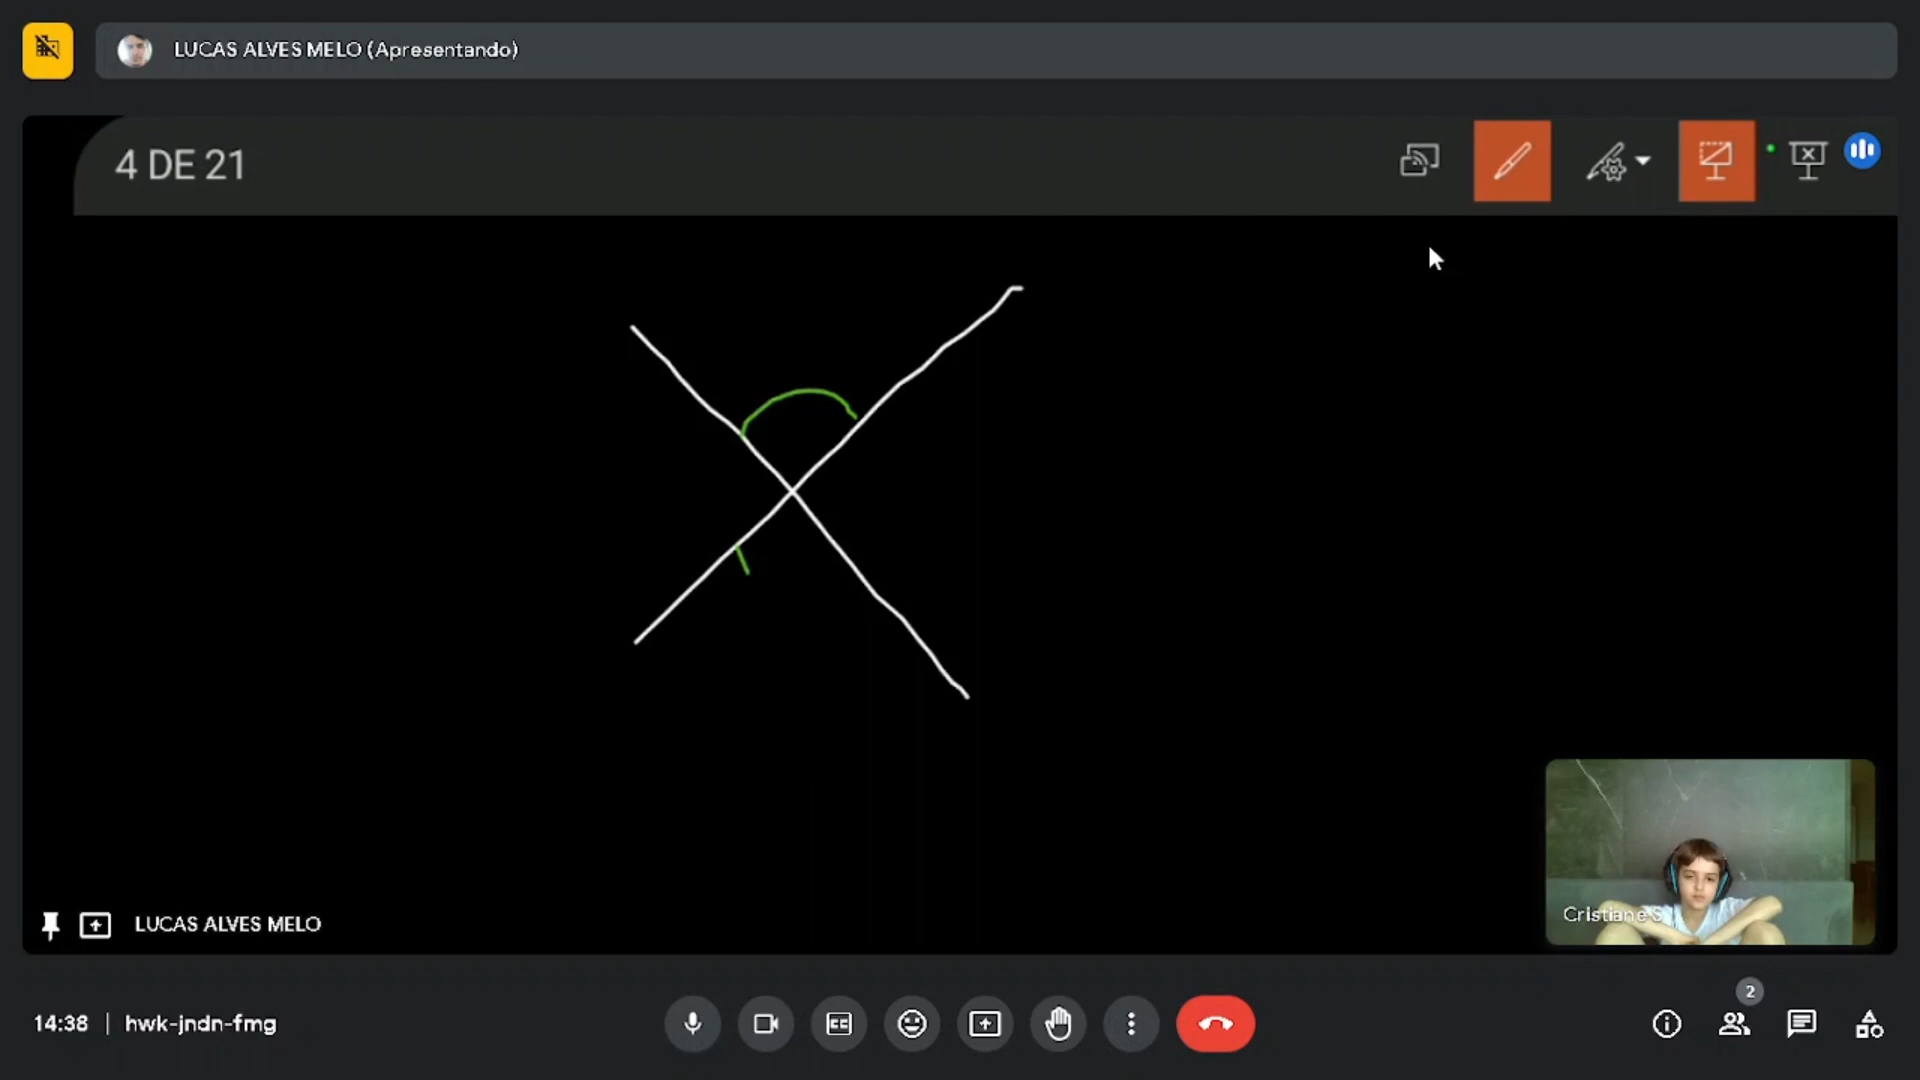 LUCAS ALVES MELO (Apresentando)
4 DE 21
Cristiane S
LUCAS ALVES MELO
2
14:38 | hwk-jndn-fmg